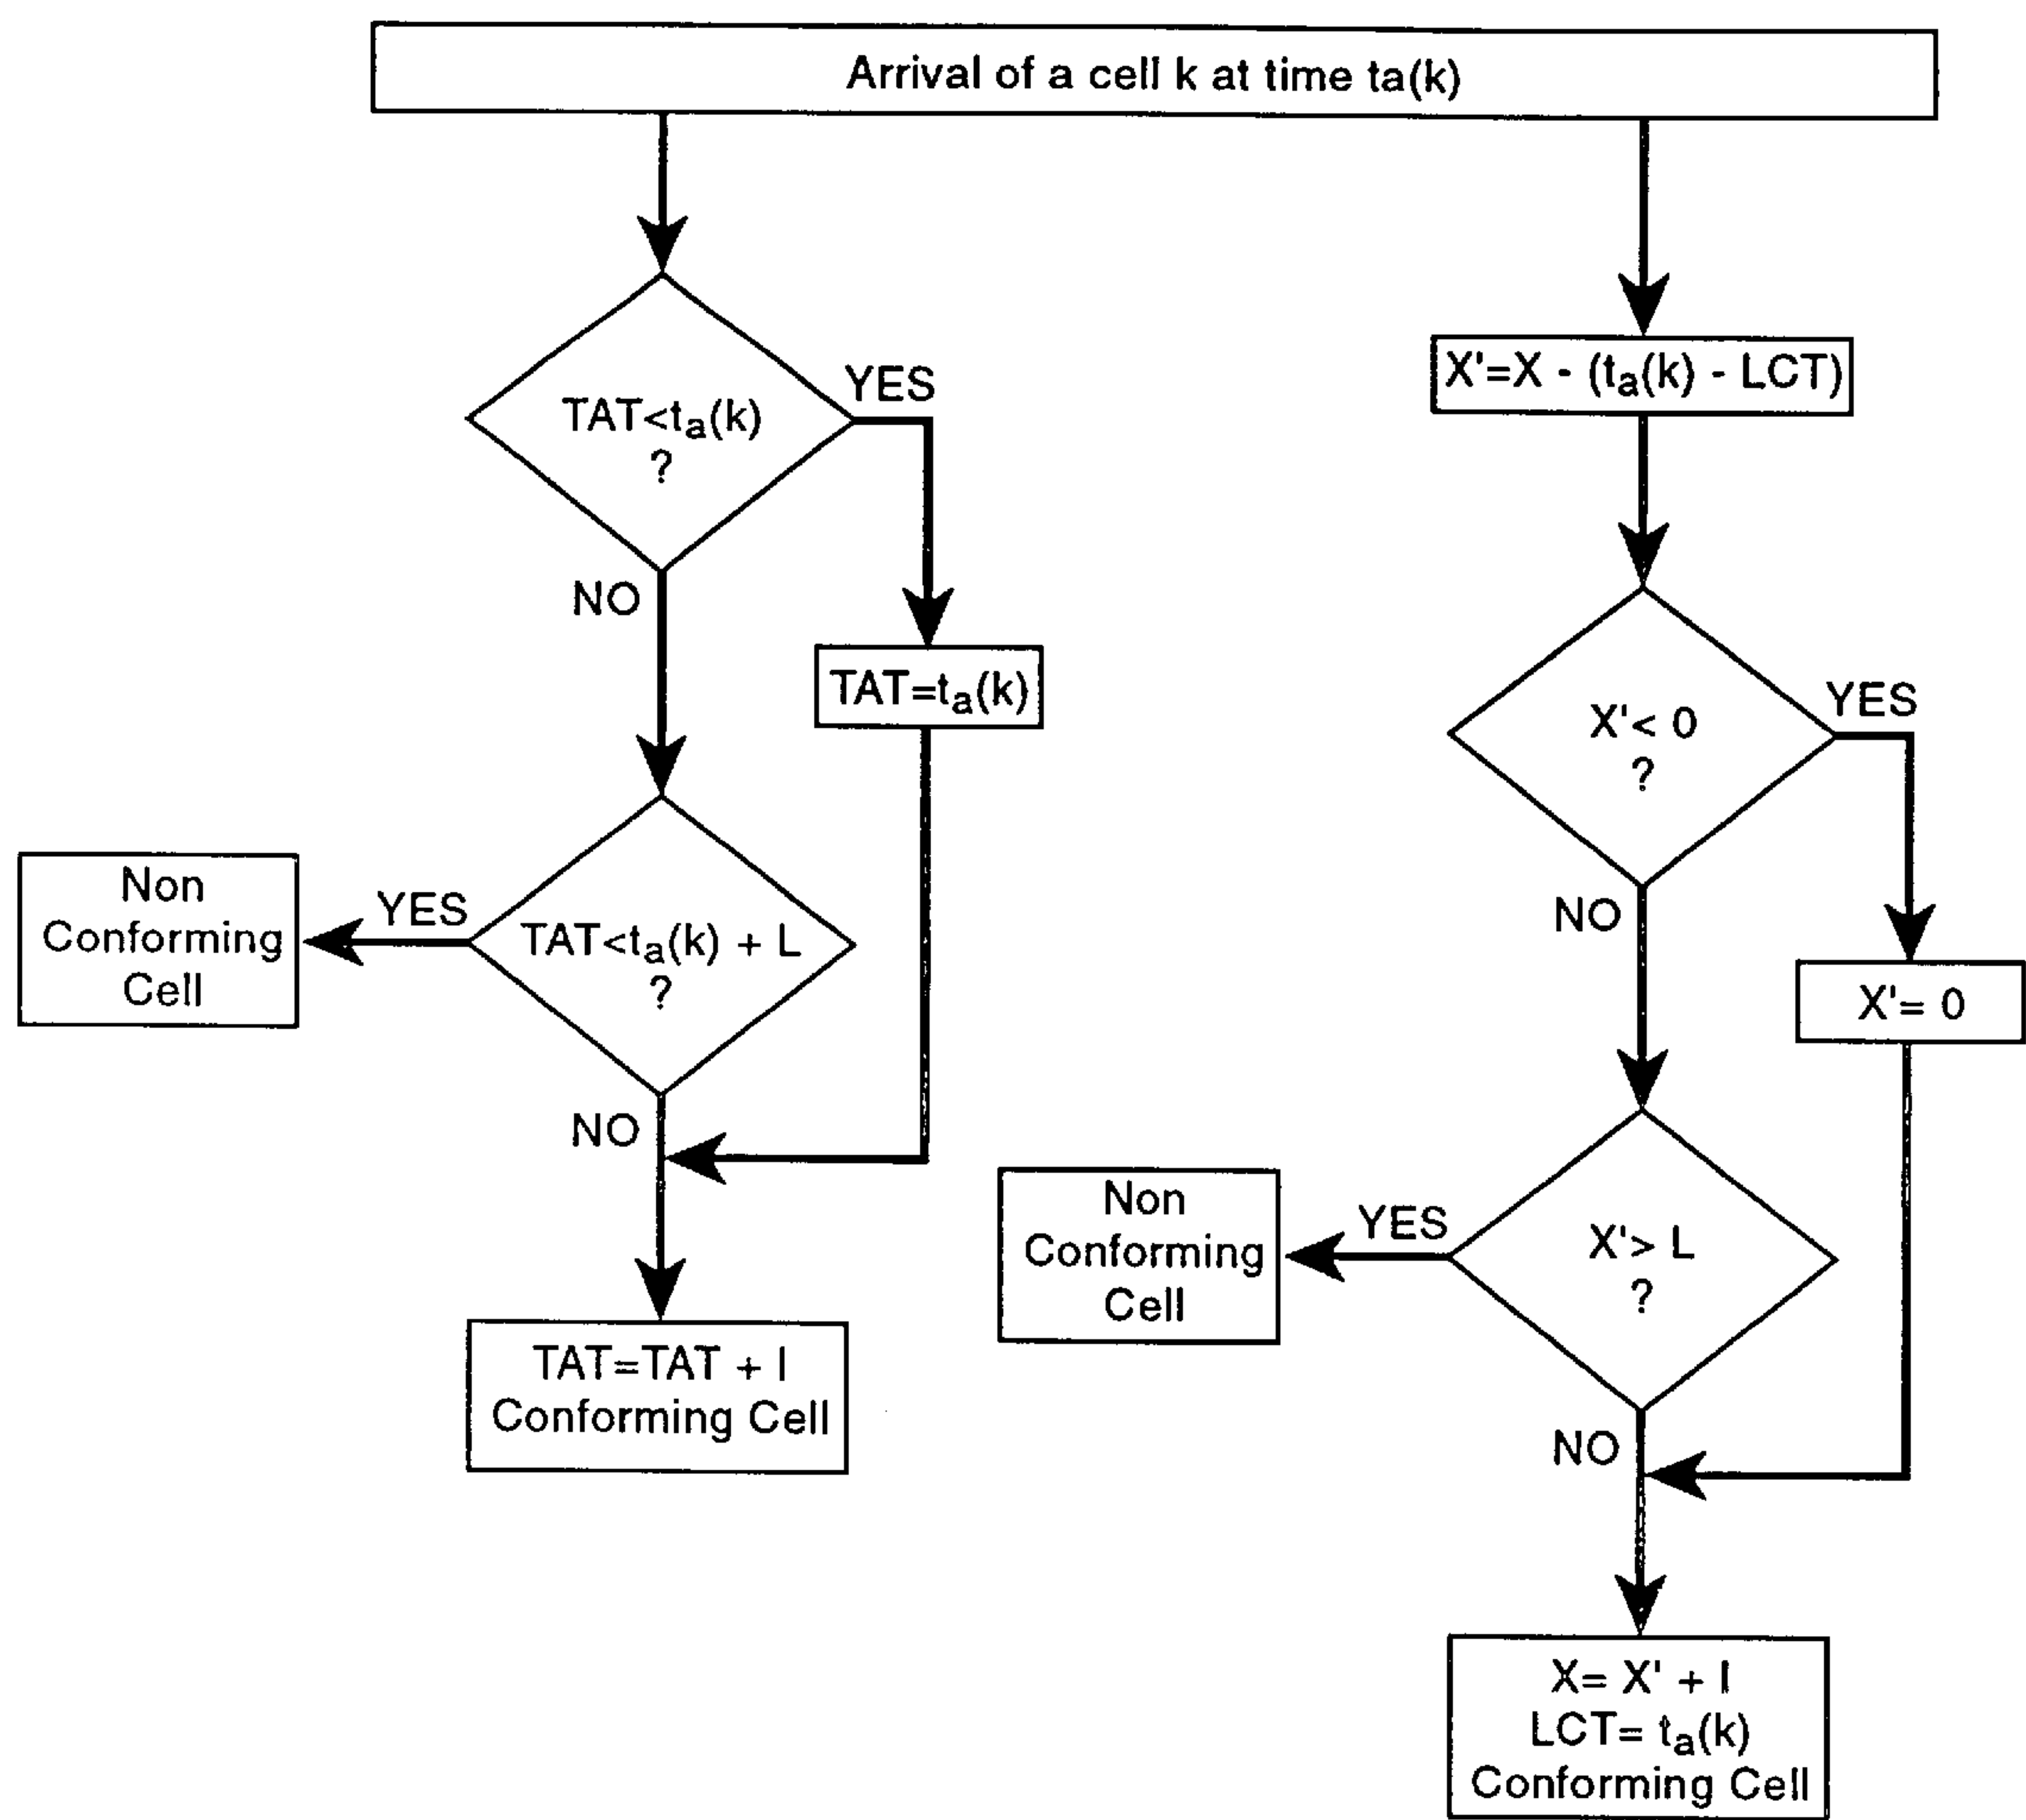 Arrival of a cell k at time ta(k)
TAT<ta(k)
?
YES
NO
TAT=ta(k)
TAT<ta(k) + L
?
YES
Non
Conforming
Cell
NO
TAT=TAT + I
Conforming Cell
X'=X - (ta(k) - LCT)
X'< 0
?
YES
NO
X'= 0
X'> L
?
YES
Non
Conforming
Cell
NO
X= X' + I
LCT= ta(k)
Conforming Cell